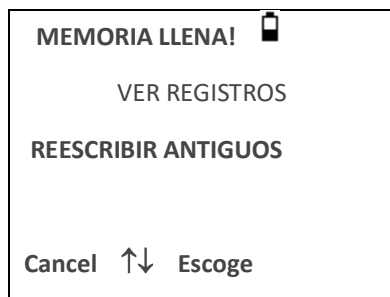 MEMORIA LLENA!
VER REGISTROS
REESCRIBIR ANTIGUOS
Cancel ↑↓ Escoge